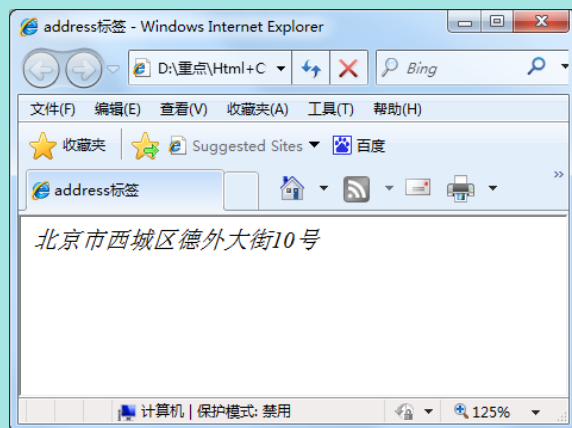 address标签 - Windows Internet Explorer
D:\重点\Html+C
Bing
文件(F) 编辑(E) 查看(V) 收藏夹(A) 工具(T) 帮助(H)
收藏夹 Suggested Sites 百度
address标签
北京市西城区德外大街10号
计算机 | 保护模式: 禁用 125%